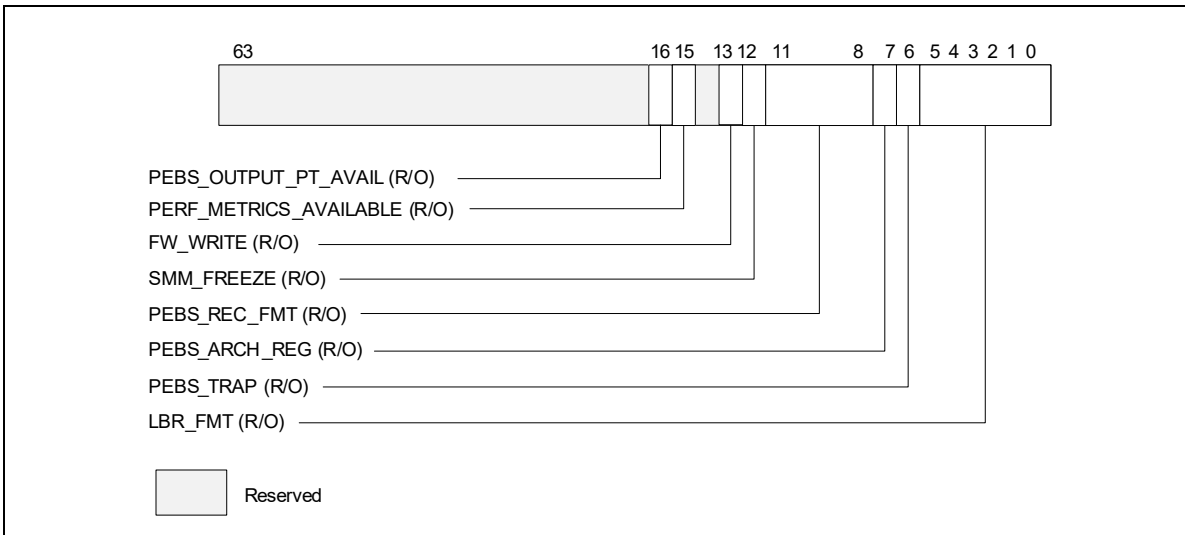 63 16 15 13 12 11 8 7 6 5 4 3 2 1 0
PEBS_OUTPUT_PT_AVAIL (R/O)
PERF_METRICS_AVAILABLE (R/O)
FW_WRITE (R/O)
SMM_FREEZE (R/O)
PEBS_REC_FMT (R/O)
PEBS_ARCH_REG (R/O)
PEBS_TRAP (R/O)
LBR_FMT (R/O)
Reserved